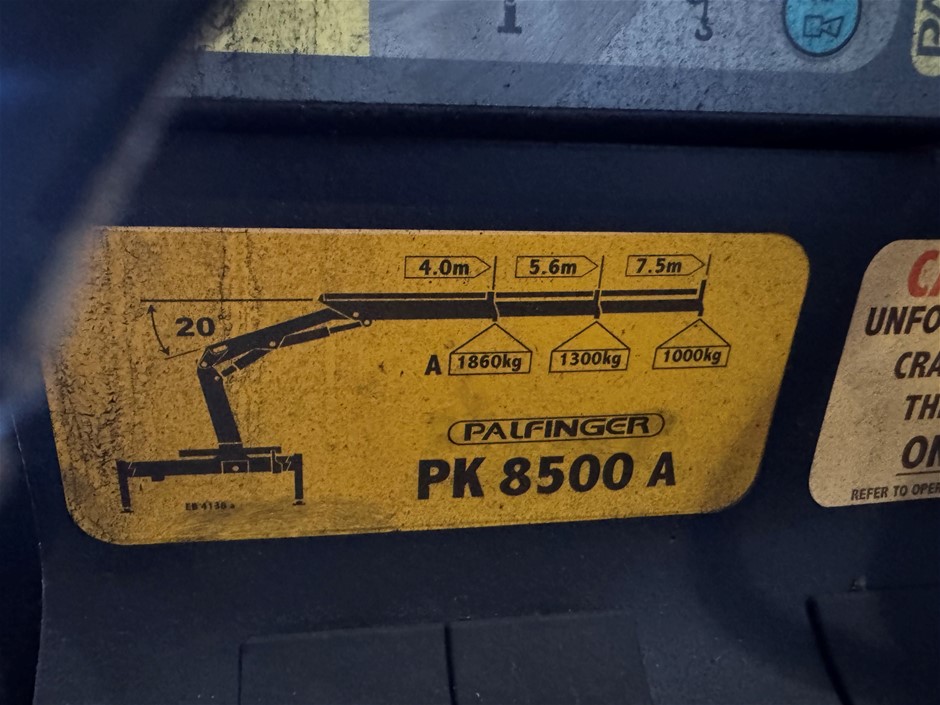 4.0m 5.6m 7.5m
20
A 1860kg 1300kg 1000kg
PALFINGER
PK 8500 A
CA
UNFO
CRA
TH
ON
REFER TO OPER